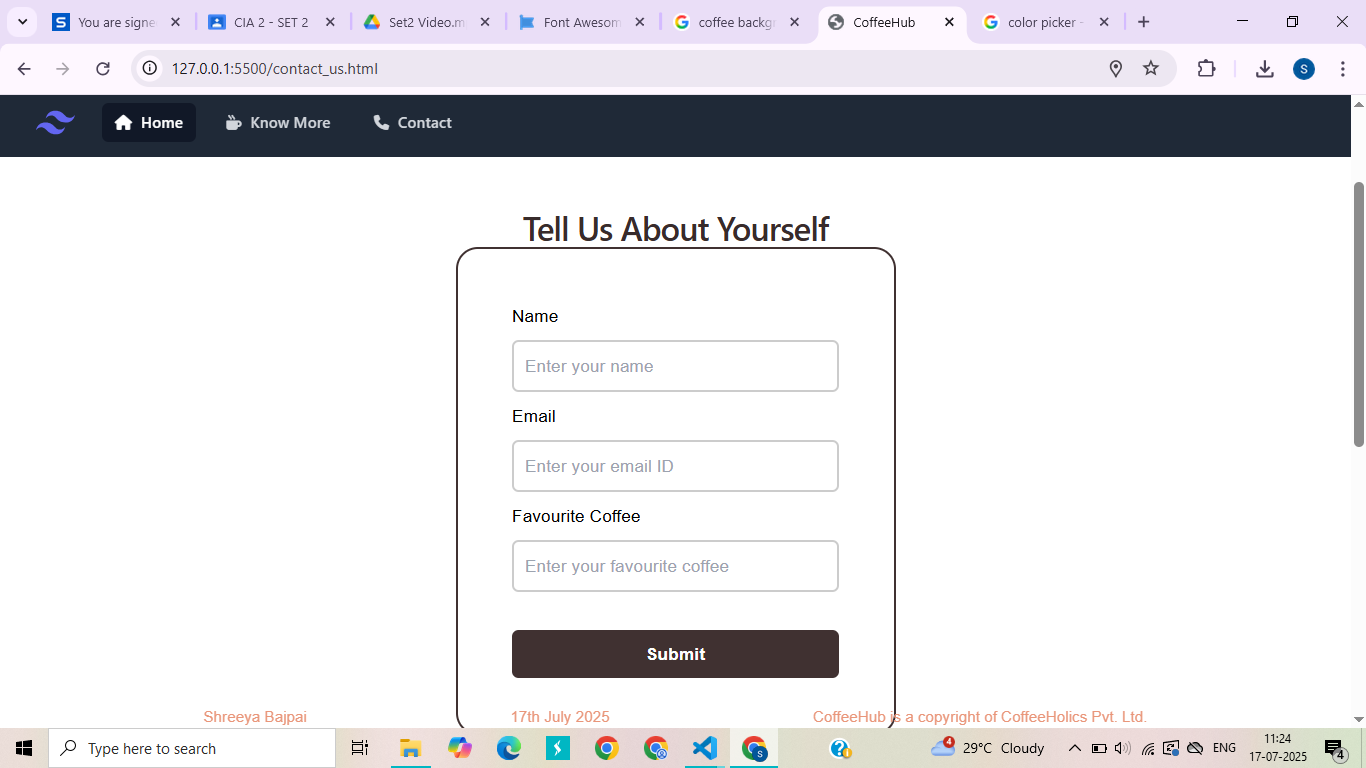 You are signe
CIA 2 - SET 2
Set2 Video.m
Font Awesom
coffee backgr
CoffeeHub
color picker -
127.0.0.1:5500/contact_us.html
S
Home
Know More
Contact
Tell Us About Yourself
Name
Enter your name
Email
Enter your email ID
Favourite Coffee
Enter your favourite coffee
Submit
Shreeya Bajpai
17th July 2025
CoffeeHub is a copyright of CoffeeHolics Pvt. Ltd.
Type here to search
29°C Cloudy
ENG
11:24
17-07-2025
4